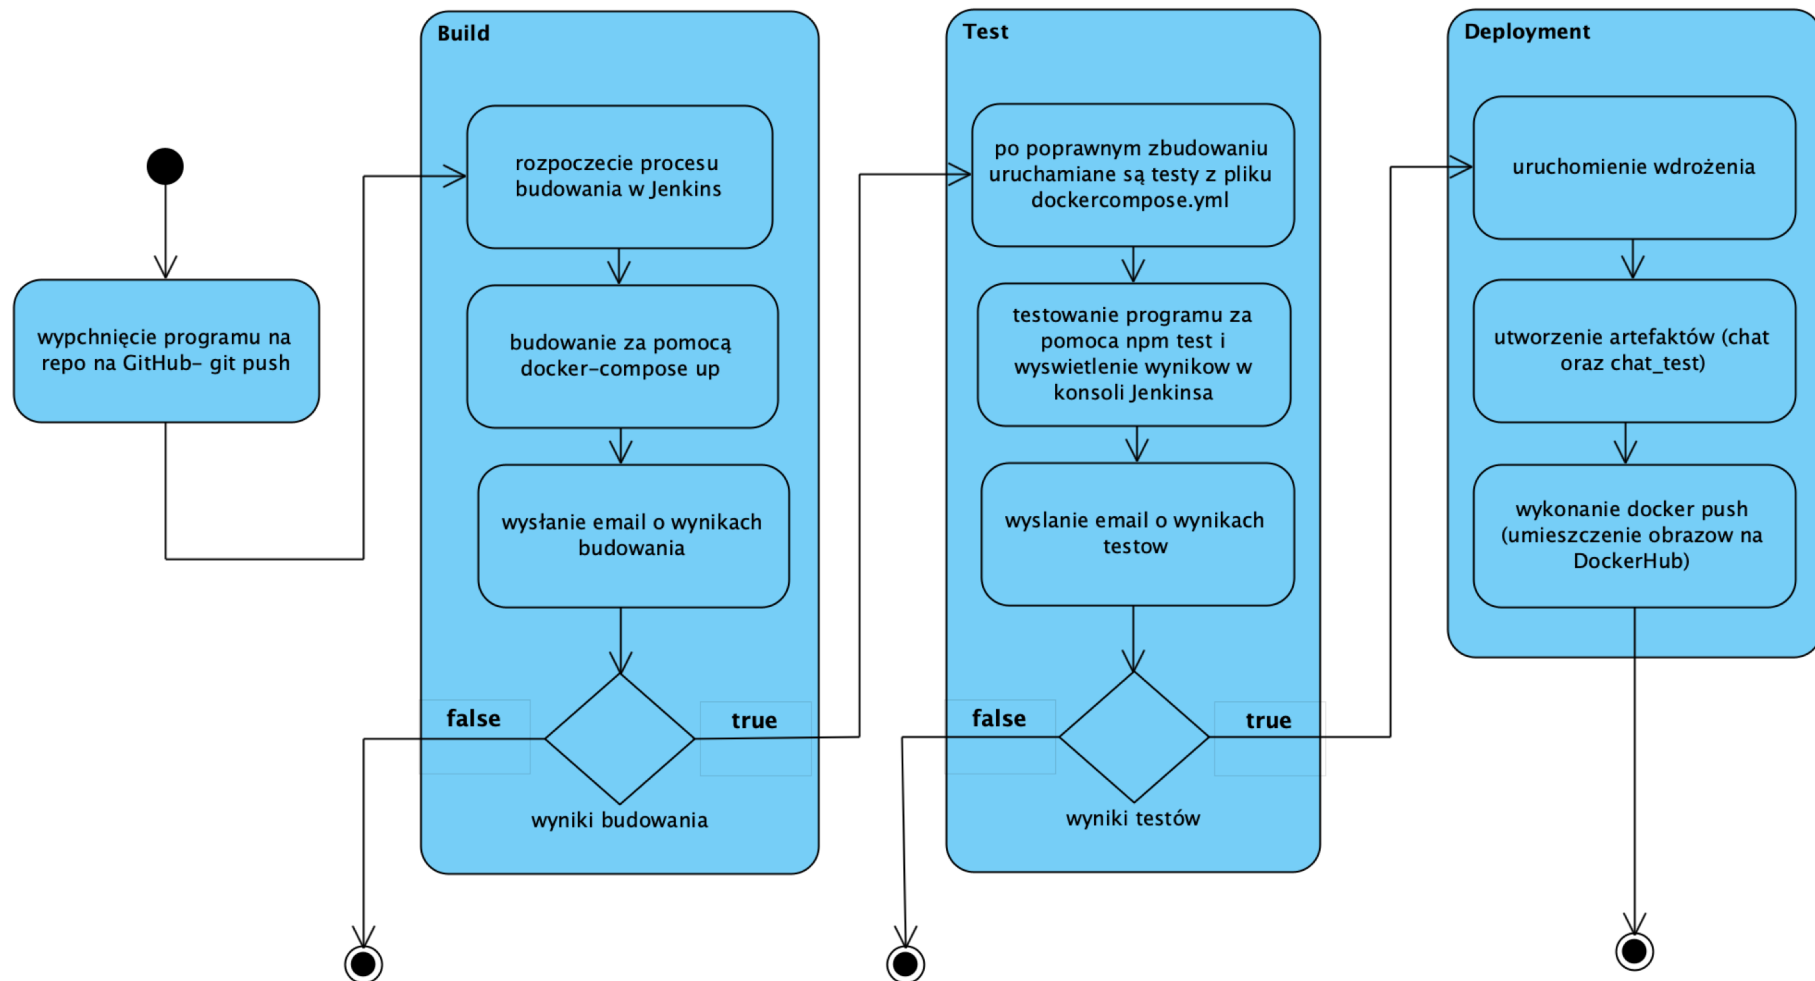 wypchnięcie programu na
repo na GitHub- git push
Build
rozpoczecie procesu
budowania w Jenkins
budowanie za pomocą
docker-compose up
wysłanie email o wynikach
budowania
false
true
wyniki budowania
Test
po poprawnym zbudowaniu
uruchamiane są testy z pliku
dockercompose.yml
testowanie programu za
pomoca npm test i
wyswietlenie wynikow w
konsoli Jenkinsa
wyslanie email o wynikach
testow
false
true
wyniki testów
Deployment
uruchomienie wdrożenia
utworzenie artefaktów (chat
oraz chat_test)
wykonanie docker push
(umieszczenie obrazow na
DockerHub)